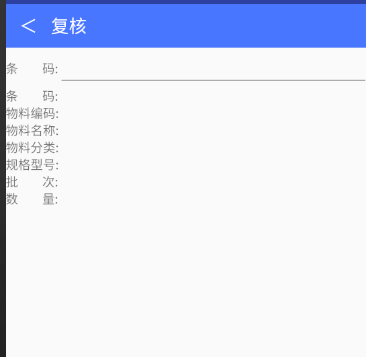 < 复核
条　　码:
条　　码:
物料编码:
物料名称:
物料分类:
规格型号:
批　　次:
数　　量: